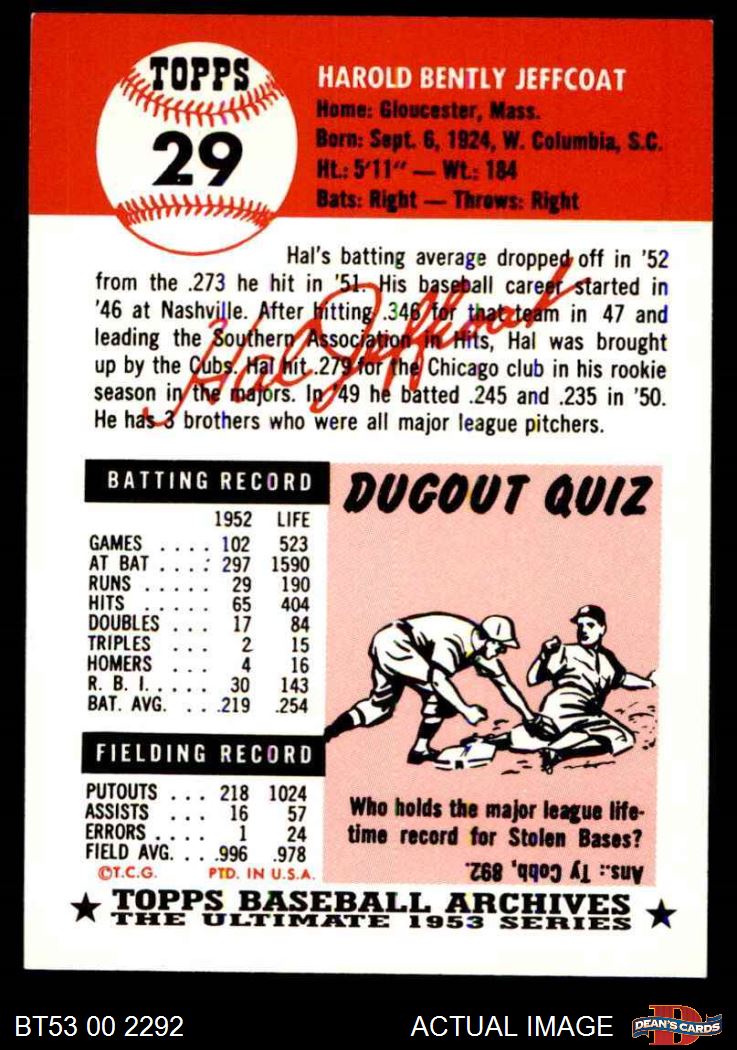 TOPPS
29
HAROLD BENTLY JEFFCOAT
Home: Gloucester, Mass.
Born: Sept. 6, 1924, W. Columbia, S.C.
Ht.: 5'11" — Wt.: 184
Bats: Right — Throws: Right
Hal's batting average dropped off in '52
from the .273 he hit in '51. His baseball career started in
'46 at Nashville. After hitting .346 for that team in 47 and
leading the Southern Association in Hits, Hal was brought
up by the Cubs. Hal hit .279 for the Chicago club in his rookie
season in the majors. In '49 he batted .245 and .235 in '50.
He has 3 brothers who were all major league pitchers.
Hal Jeffcoat
BATTING RECORD
1952 LIFE
GAMES . . . . 102 523
AT BAT . . . . 297 1590
RUNS . . . . 29 190
HITS . . . . . 65 404
DOUBLES . . . 17 84
TRIPLES . . . 2 15
HOMERS . . . 4 16
R. B. I. . . . . 30 143
BAT. AVG. . . . .219 .254
FIELDING RECORD
PUTOUTS . . . 218 1024
ASSISTS . . . 16 57
ERRORS . . . . 1 24
FIELD AVG. . . .996 .978
©T.C.G. PTD. IN U.S.A.
DUGOUT QUIZ
Who holds the major league life-
time record for Stolen Bases?
Ans.: Ty Cobb, 892.
TOPPS BASEBALL ARCHIVES
THE ULTIMATE 1953 SERIES
BT53 00 2292
ACTUAL IMAGE
DEAN'S CARDS